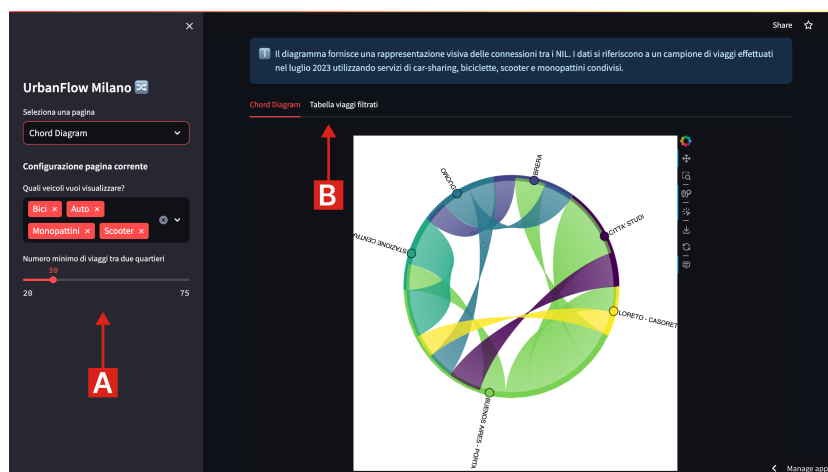 Share
Il diagramma fornisce una rappresentazione visiva delle connessioni tra i NIL. I dati si riferiscono a un campione di viaggi effettuati
nel luglio 2023 utilizzando servizi di car-sharing, biciclette, scooter e monopattini condivisi.
UrbanFlow Milano
Seleziona una pagina
Chord Diagram
Configurazione pagina corrente
Quali veicoli vuoi visualizzare?
Bici × Auto ×
Monopattini × Scooter ×
Numero minimo di viaggi tra due quartieri
30
20 75
A
Chord Diagram Tabella viaggi filtrati
B
DUOMO
BRERA
CITTA' STUDI
STAZIONE CENTR
LORETO - CASORET
BUENOS AIRES - PORTA
Manage app